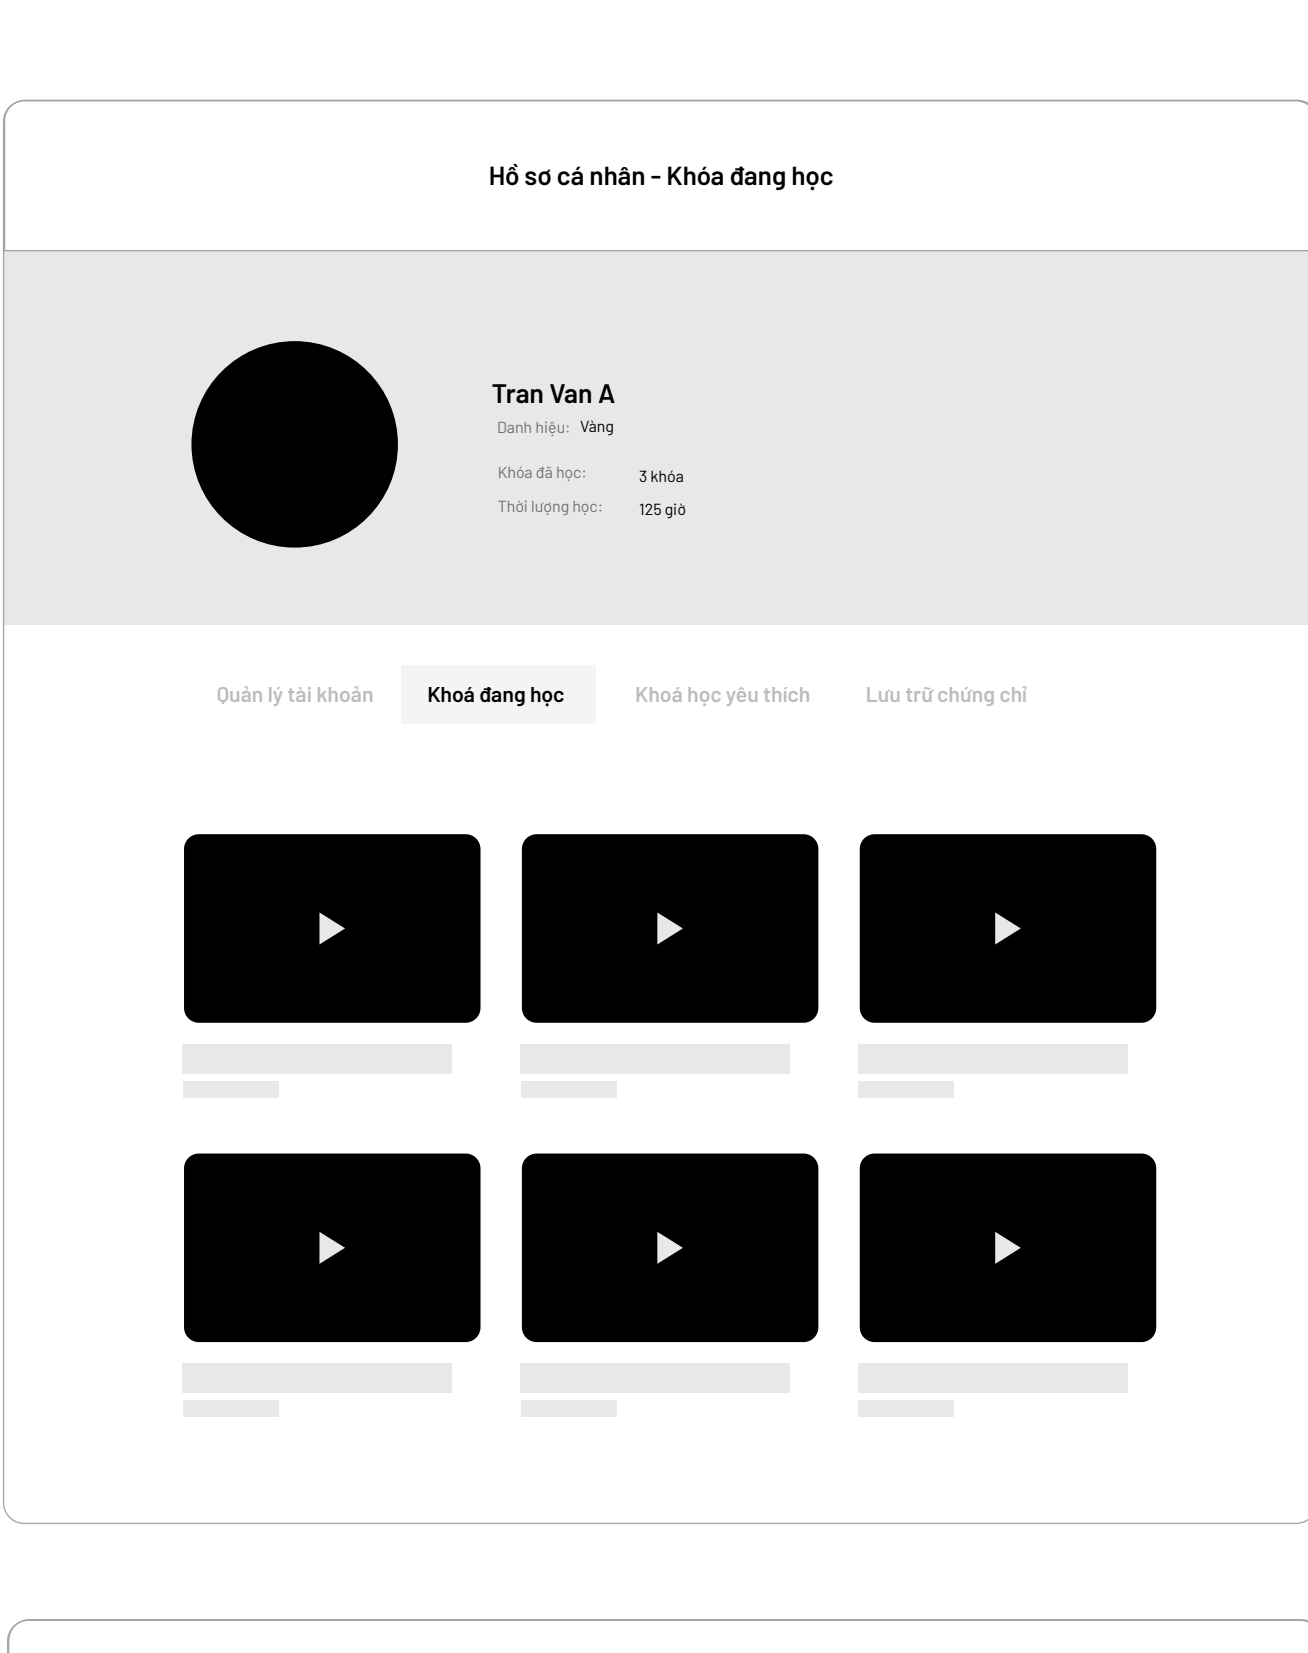 Hồ sơ cá nhân - Khóa đang học
Tran Van A
Danh hiệu: Vàng
Khóa đã học: 3 khóa
Thời lượng học: 125 giờ
Quản lý tài khoản Khoá đang học Khoá học yêu thích Lưu trữ chứng chỉ